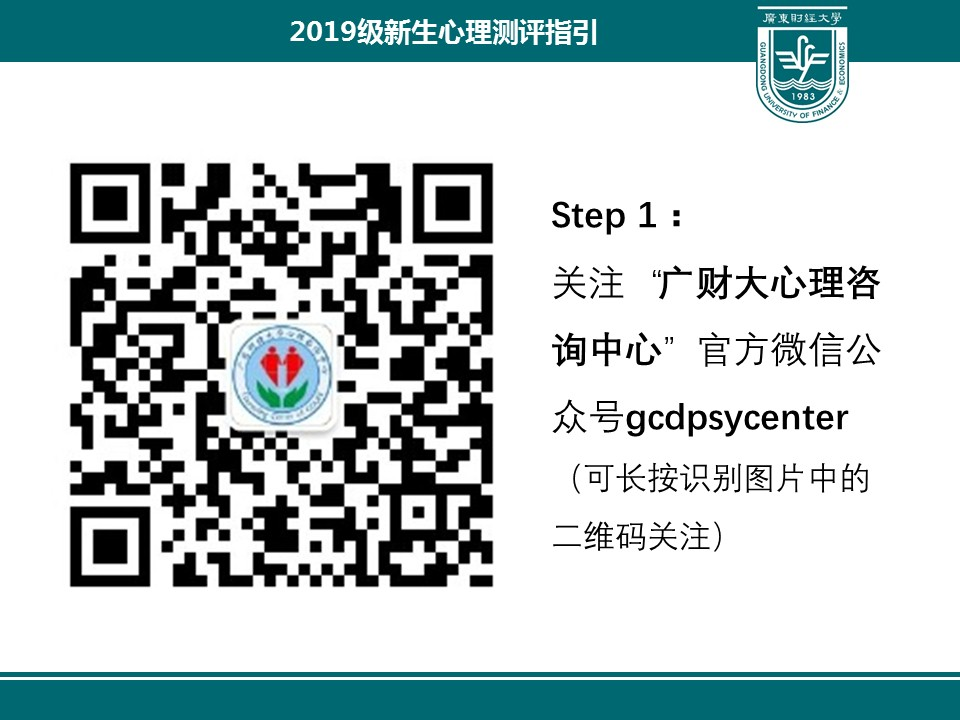 2019级新生心理测评指引
廣東财经大學
GUANGDONG UNIVERSITY OF FINANCE & ECONOMICS
1983
Step 1：
关注 “广财大心理咨
询中心” 官方微信公
众号gcdpsycenter
（可长按识别图片中的
二维码关注）